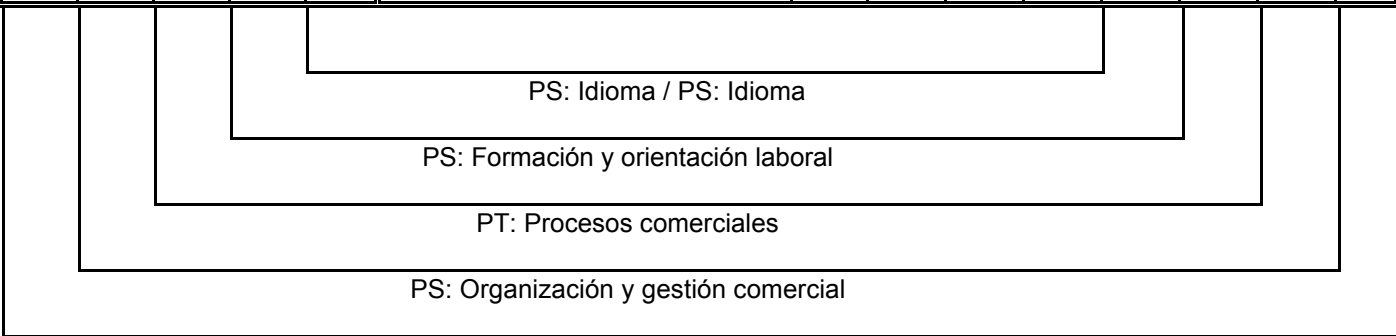 PS: Idioma / PS: Idioma
PS: Formación y orientación laboral
PT: Procesos comerciales
PS: Organización y gestión comercial